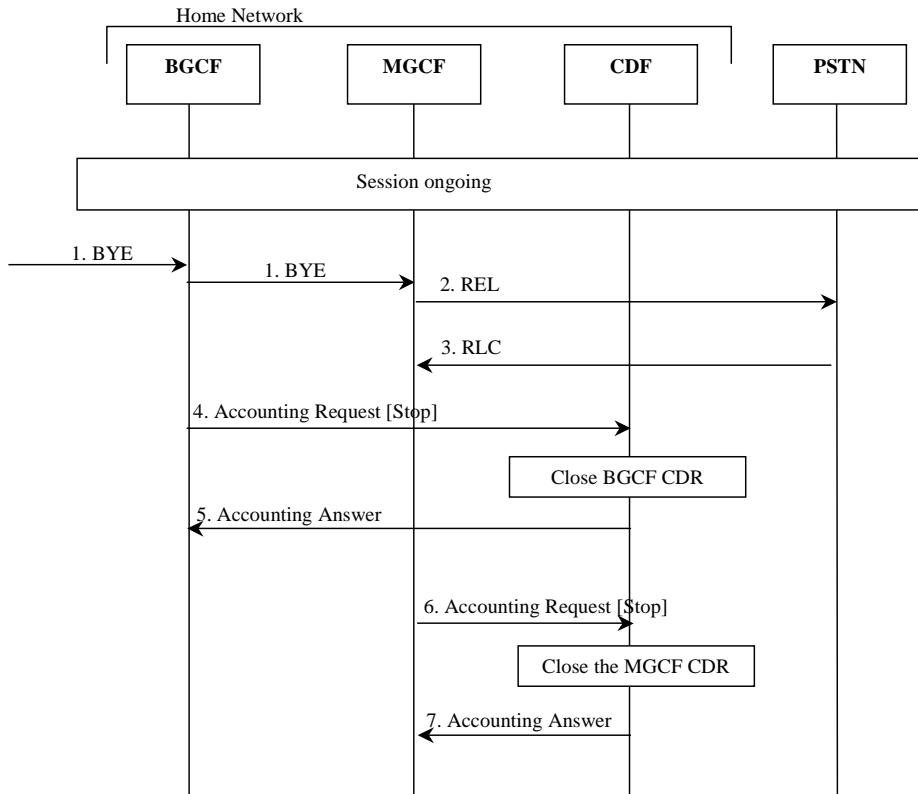 Home Network
BGCF
MGCF
CDF
PSTN
Session ongoing
1. BYE
1. BYE
2. REL
3. RLC
4. Accounting Request [Stop]
Close BGCF CDR
5. Accounting Answer
6. Accounting Request [Stop]
Close the MGCF CDR
7. Accounting Answer